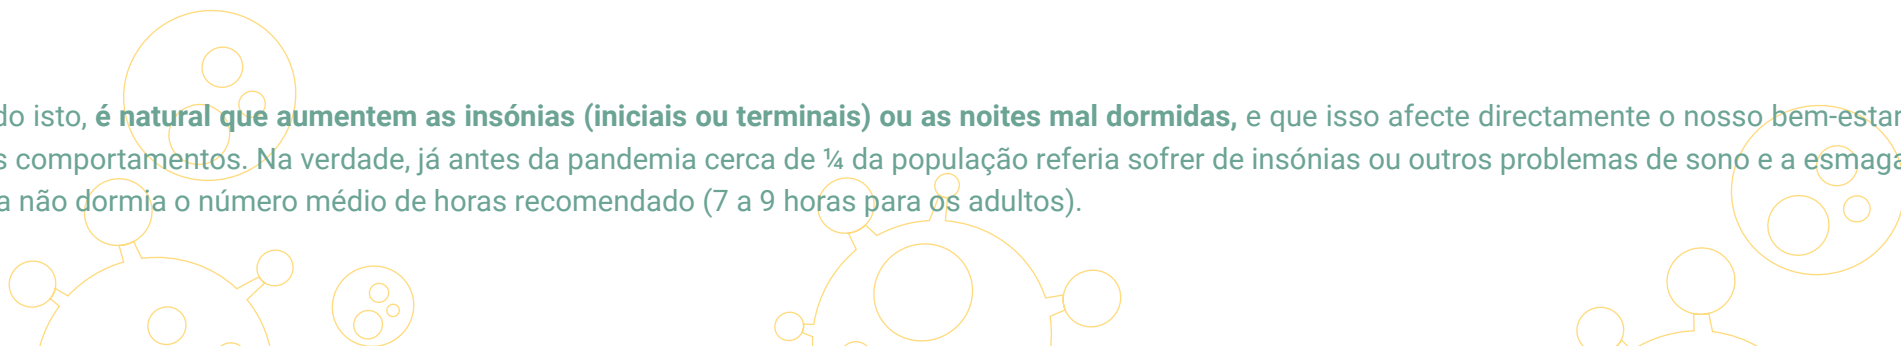 do isto, é natural que aumentem as insónias (iniciais ou terminais) ou as noites mal dormidas, e que isso afecte directamente o nosso bem-estar
s comportamentos. Na verdade, já antes da pandemia cerca de ¼ da população referia sofrer de insónias ou outros problemas de sono e a esmaga
a não dormia o número médio de horas recomendado (7 a 9 horas para os adultos).